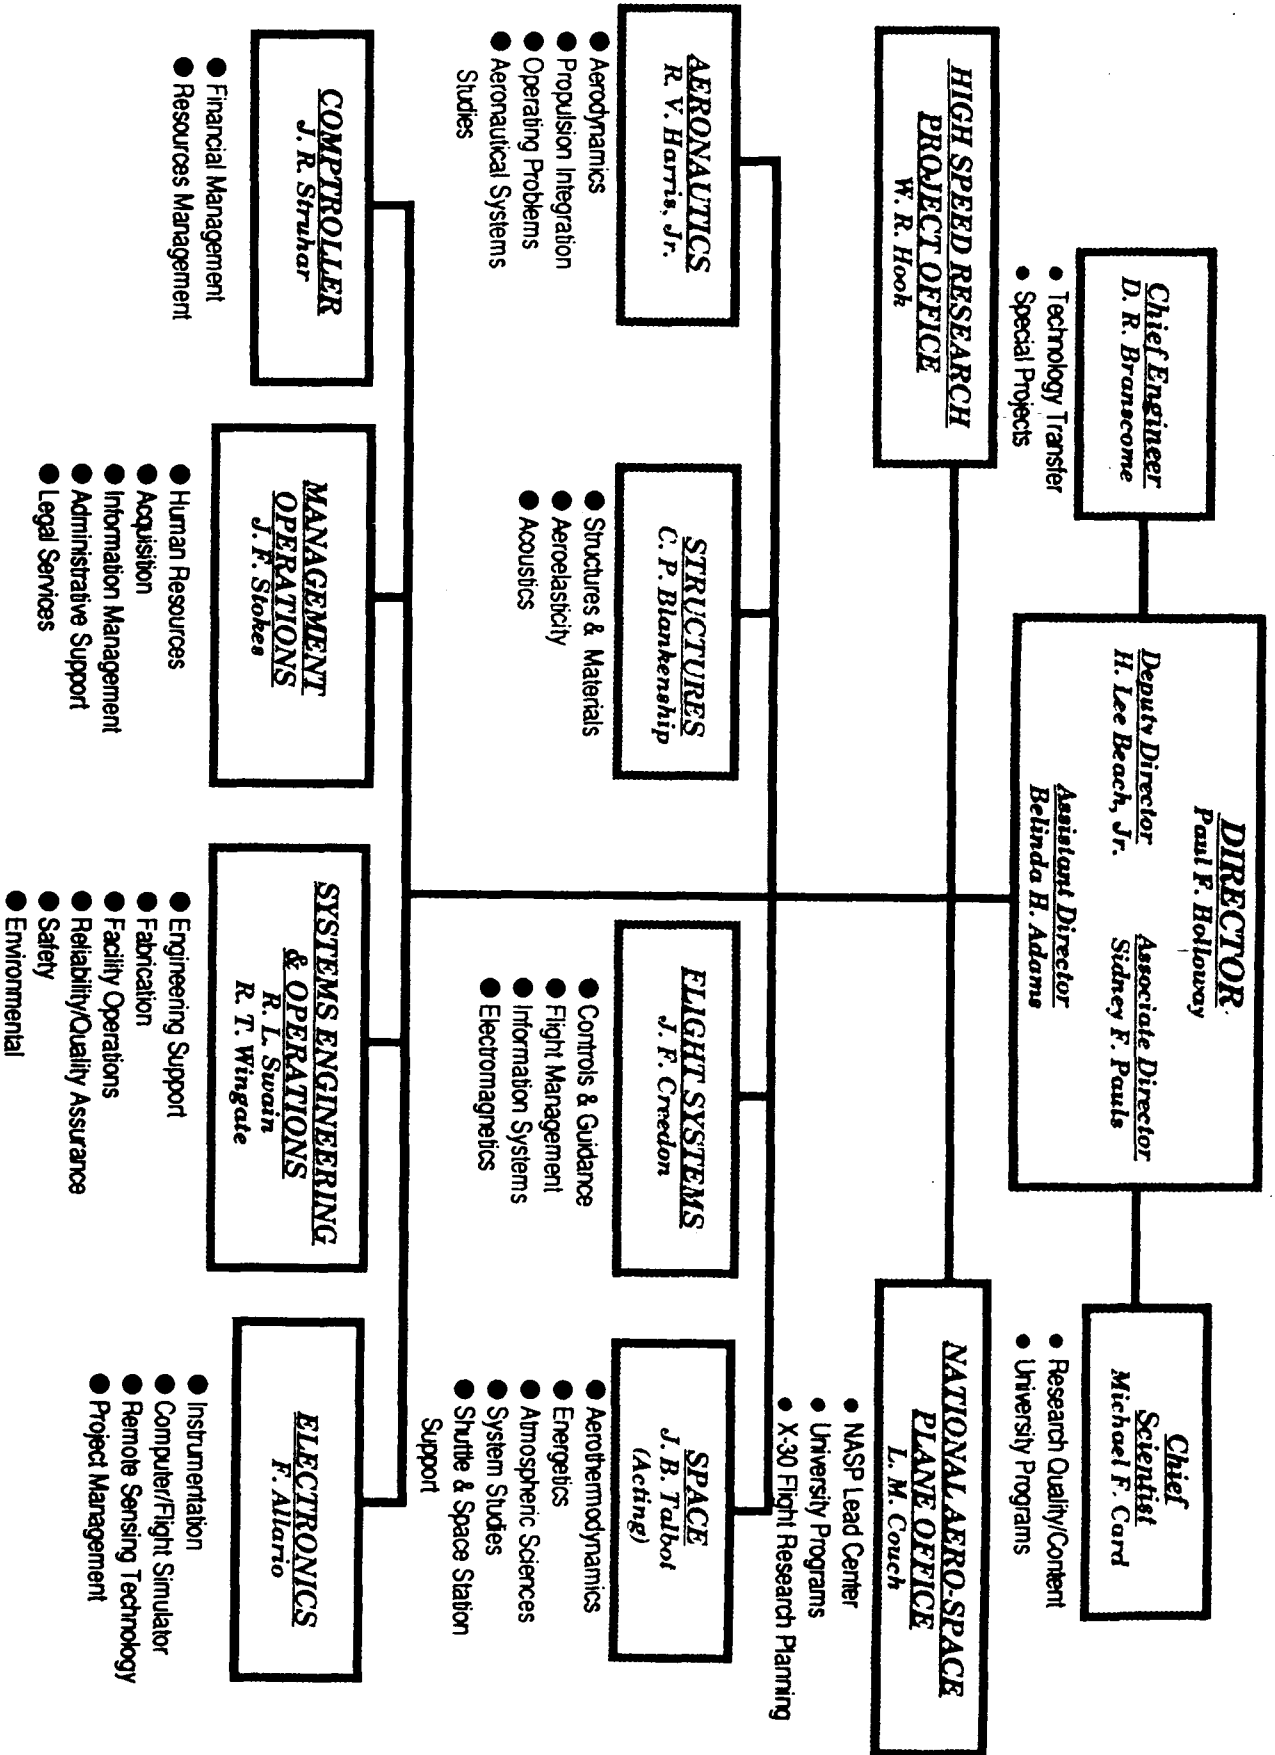 DIRECTOR
Paul F. Holloway
Deputy Director
H. Lee Beach, Jr.
Associate Director
Sidney F. Pauls
Assistant Director
Belinda H. Adams
Chief Engineer
D. R. Branscome
● Technology Transfer
● Special Projects
Chief
Scientist
Michael F. Card
● Research Quality/Content
● University Programs
HIGH SPEED RESEARCH
PROJECT OFFICE
W. R. Hook
NATIONAL AERO-SPACE
PLANE OFFICE
L. M. Couch
● NASP Lead Center
● University Programs
● X-30 Flight Research Planning
AERONAUTICS
R. V. Harris, Jr.
● Aerodynamics
● Propulsion Integration
● Operating Problems
● Aeronautical Systems
Studies
STRUCTURES
C. P. Blankenship
● Structures & Materials
● Aeroelasticity
● Acoustics
FLIGHT SYSTEMS
J. F. Creedon
● Controls & Guidance
● Flight Management
● Information Systems
● Electromagnetics
SPACE
J. B. Talbot
(Acting)
● Aerothermodynamics
● Energetics
● Atmospheric Sciences
● System Studies
● Shuttle & Space Station
Support
COMPTROLLER
J. R. Struhar
● Financial Management
● Resources Management
MANAGEMENT
OPERATIONS
J. F. Stokes
● Human Resources
● Acquisition
● Information Management
● Administrative Support
● Legal Services
SYSTEMS ENGINEERING
& OPERATIONS
R. L. Swain
R. T. Wingate
● Engineering Support
● Fabrication
● Facility Operations
● Reliability/Quality Assurance
● Safety
● Environmental
ELECTRONICS
F. Allario
● Instrumentation
● Computer/Flight Simulator
● Remote Sensing Technology
● Project Management